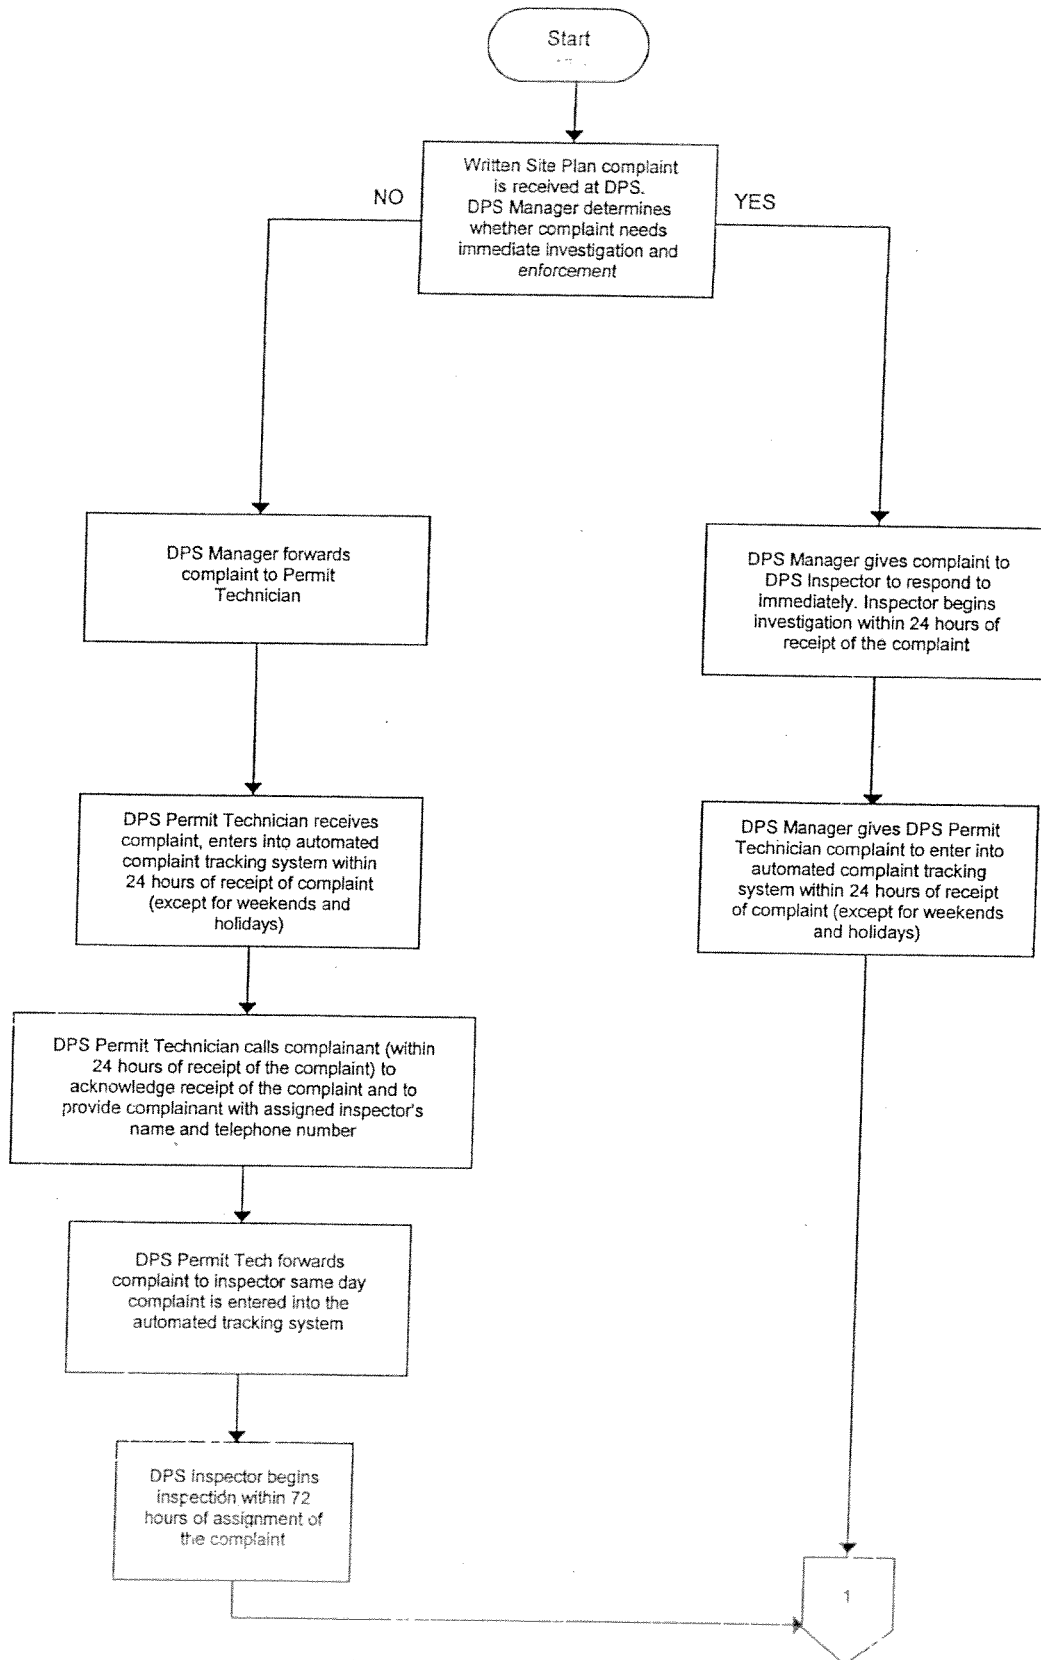 Start
Written Site Plan complaint
is received at DPS.
DPS Manager determines
whether complaint needs
immediate investigation and
enforcement
NO
YES
DPS Manager forwards
complaint to Permit
Technician
DPS Manager gives complaint to
DPS Inspector to respond to
immediately. Inspector begins
investigation within 24 hours of
receipt of the complaint
DPS Permit Technician receives
complaint, enters into automated
complaint tracking system within
24 hours of receipt of complaint
(except for weekends and
holidays)
DPS Manager gives DPS Permit
Technician complaint to enter into
automated complaint tracking
system within 24 hours of receipt
of complaint (except for weekends
and holidays)
DPS Permit Technician calls complainant (within
24 hours of receipt of the complaint) to
acknowledge receipt of the complaint and to
provide complainant with assigned inspector's
name and telephone number
DPS Permit Tech forwards
complaint to inspector same day
complaint is entered into the
automated tracking system
DPS Inspector begins
inspection within 72
hours of assignment of
the complaint
1